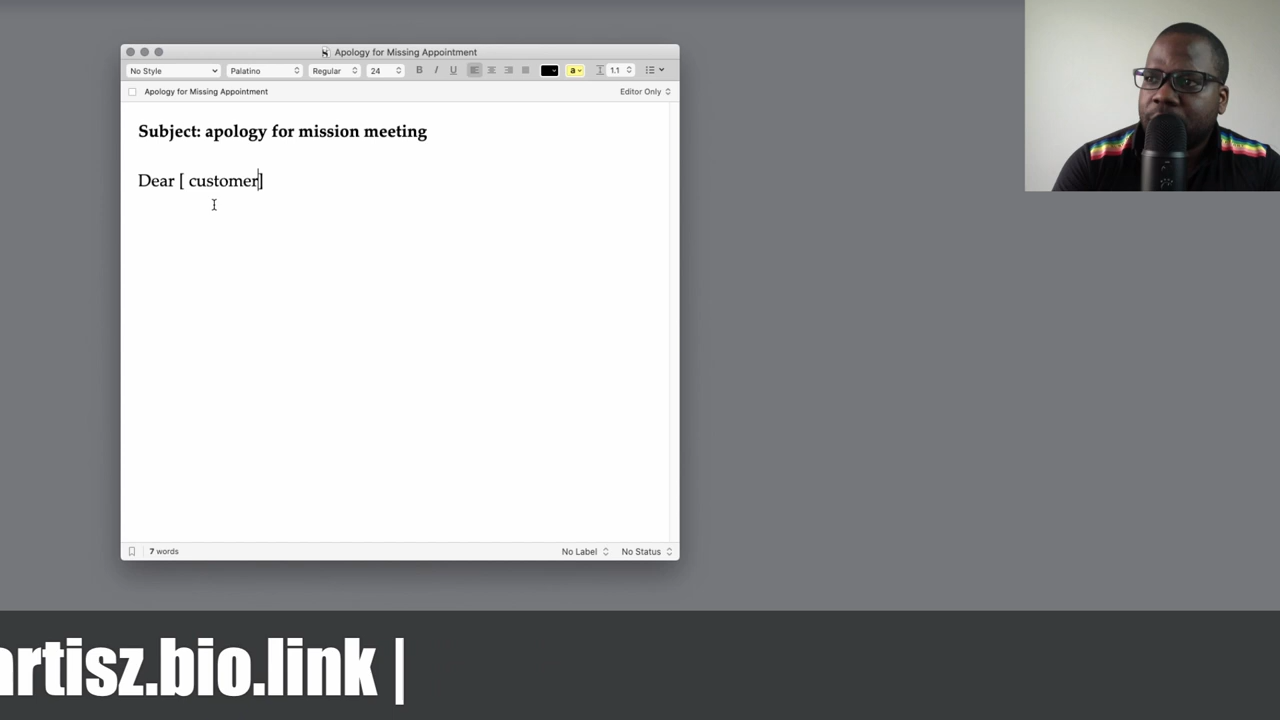 Apology for Missing Appointment
No Style Palatino Regular 24 B I U a 1.1
Apology for Missing Appointment Editor Only
Subject: apology for mission meeting
Dear [ customer]
7 words No Label No Status
artisz.bio.link |